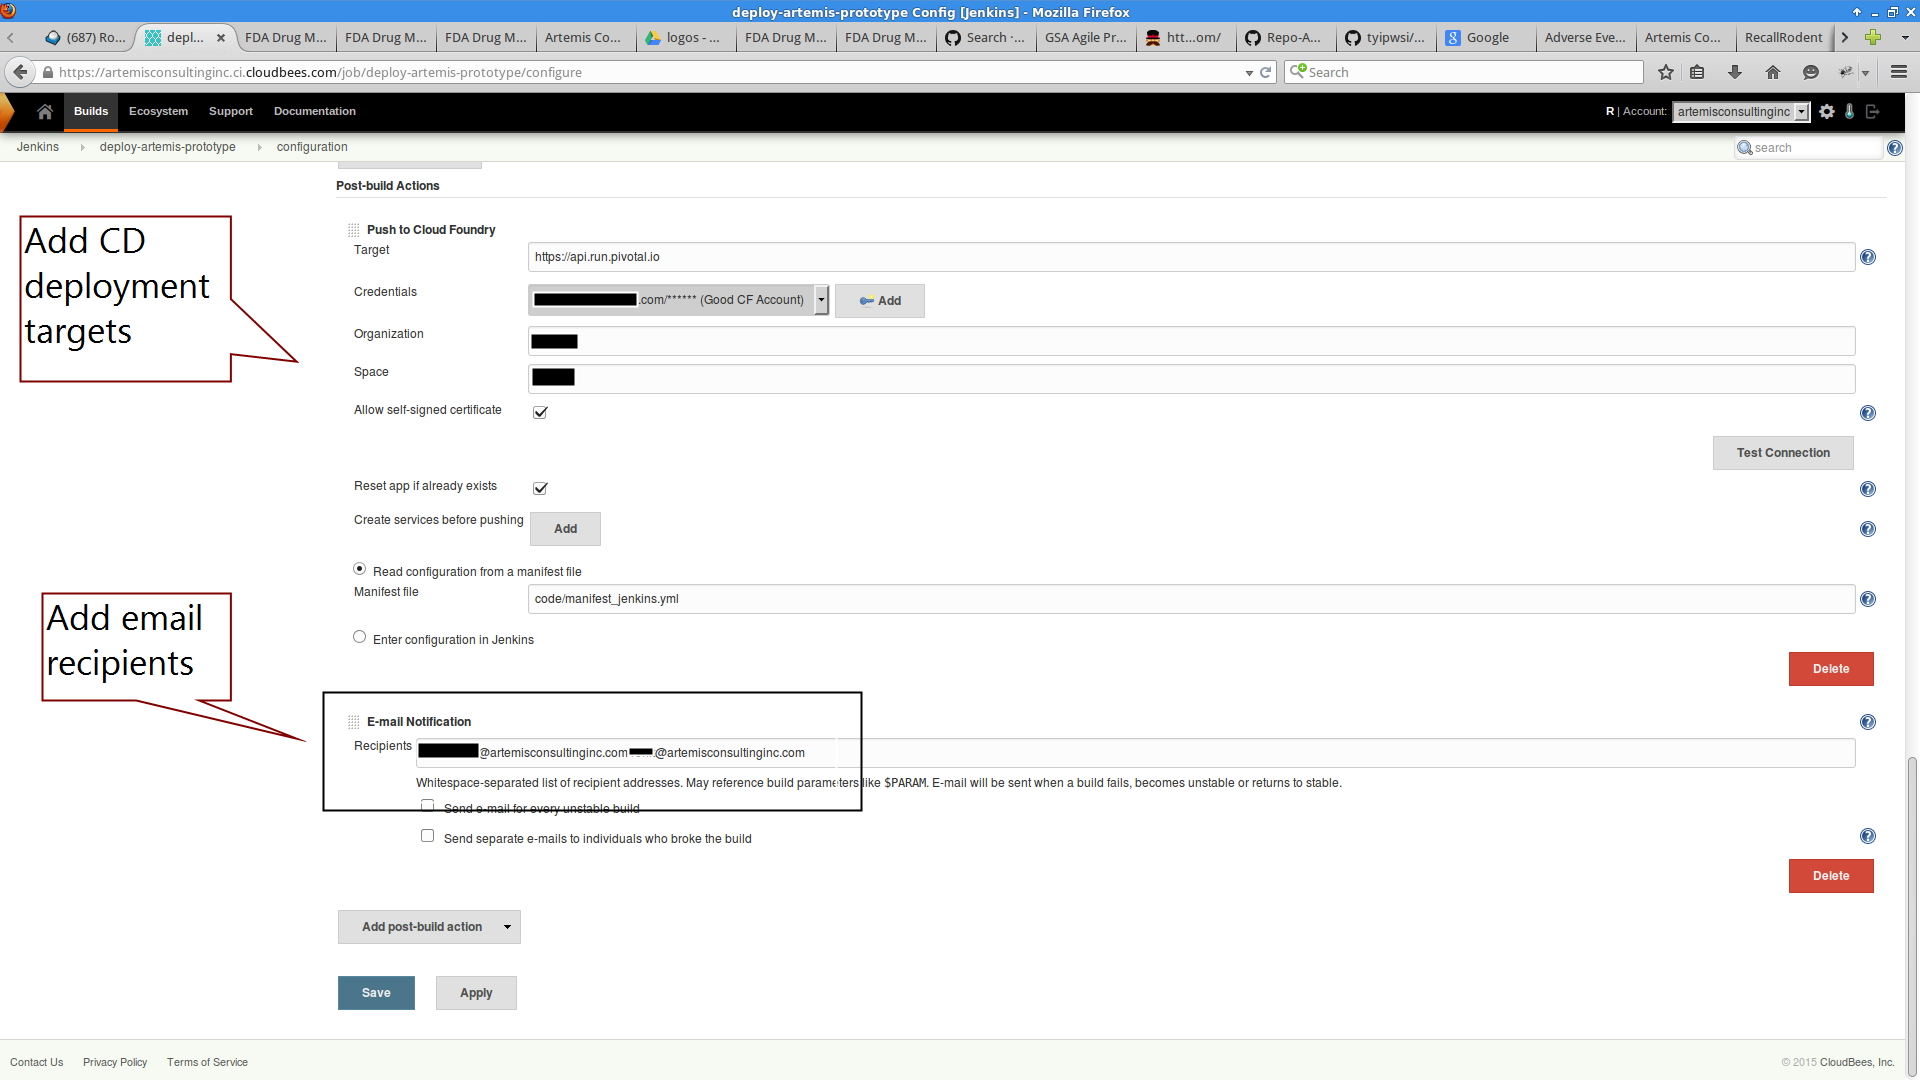 deploy-artemis-prototype Config [Jenkins] - Mozilla Firefox
(687) Ro...
depl...
FDA Drug M...
FDA Drug M...
FDA Drug M...
Artemis Co...
logos - ...
FDA Drug M...
FDA Drug M...
Search · ...
GSA Agile Pr...
htt...om/
Repo-A...
tyipwsi/...
Google
Adverse Eve...
Artemis Co...
RecallRodent
https://artemisconsultinginc.ci.cloudbees.com/job/deploy-artemis-prototype/configure
Search
Builds
Ecosystem
Support
Documentation
R | Account:
artemisconsultinginc
Jenkins
deploy-artemis-prototype
configuration
search
Post-build Actions
Push to Cloud Foundry
Target
https://api.run.pivotal.io
Add CD
deployment
targets
Credentials
.com/****** (Good CF Account)
Add
Organization
Space
Allow self-signed certificate
Test Connection
Reset app if already exists
Create services before pushing
Add
Read configuration from a manifest file
Manifest file
code/manifest_jenkins.yml
Enter configuration in Jenkins
Delete
Add email
recipients
E-mail Notification
Recipients
@artemisconsultinginc.com
@artemisconsultinginc.com
Whitespace-separated list of recipient addresses. May reference build parameters like $PARAM. E-mail will be sent when a build fails, becomes unstable or returns to stable.
Send e-mail for every unstable build
Send separate e-mails to individuals who broke the build
Delete
Add post-build action
Save
Apply
Contact Us
Privacy Policy
Terms of Service
© 2015 CloudBees, Inc.